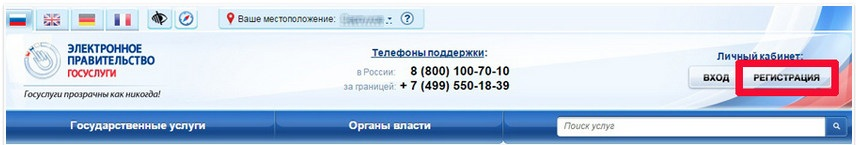 Ваше местоположение:
ЭЛЕКТРОННОЕ
ПРАВИТЕЛЬСТВО
ГОСУСЛУГИ
Госуслуги прозрачны как никогда!
Телефоны поддержки:
в России: 8 (800) 100-70-10
за границей: + 7 (499) 550-18-39
Личный кабинет:
ВХОД РЕГИСТРАЦИЯ
Государственные услуги Органы власти Поиск услуг